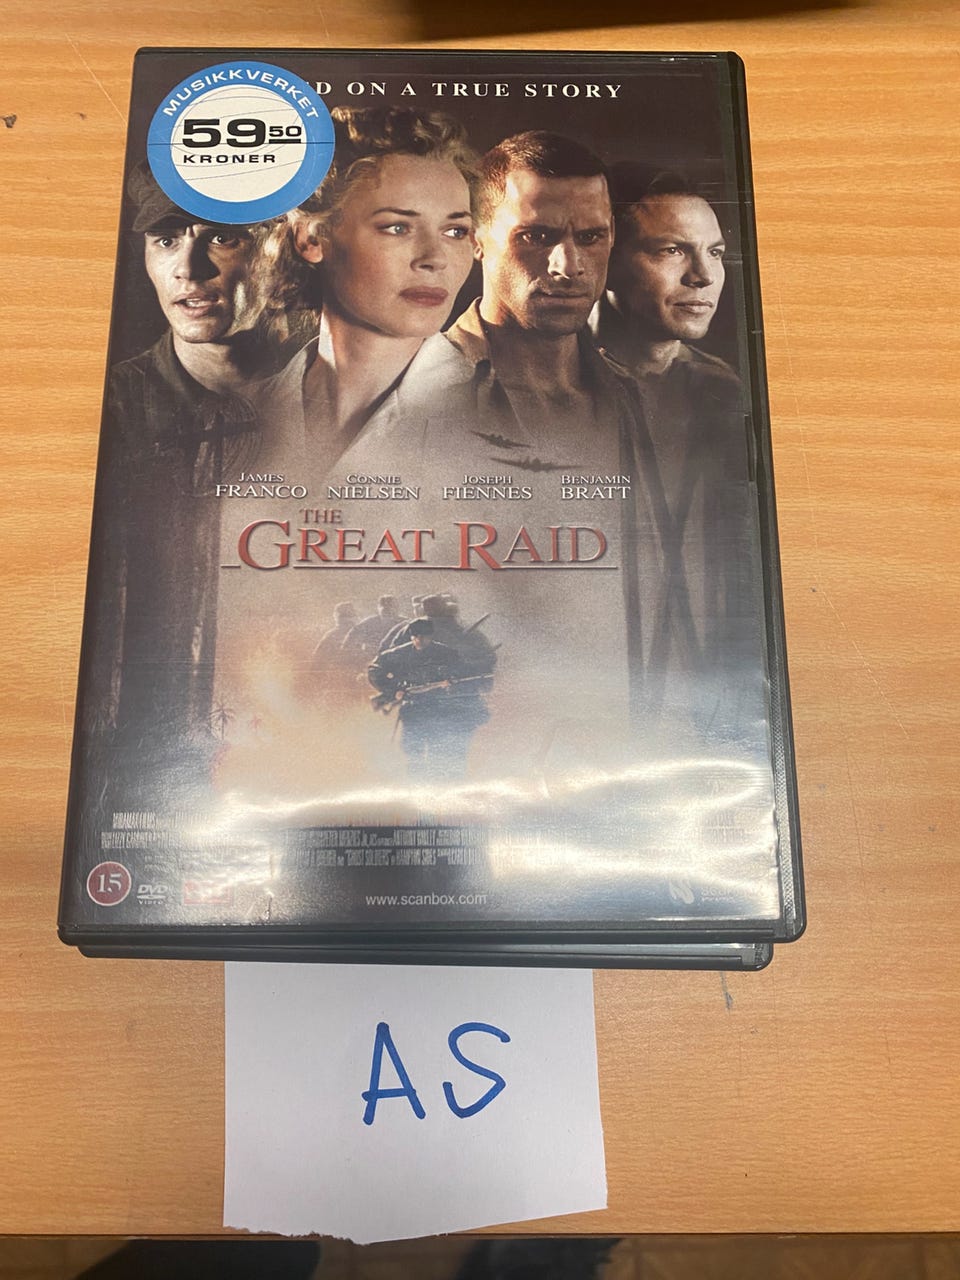 MUSIKKVERKET
59 50
KRONER
D ON A TRUE STORY
JAMES CONNIE JOSEPH BENJAMIN
FRANCO NIELSEN FIENNES BRATT
THE
GREAT RAID
15
DVD
VIDEO
www.scanbox.com
AS